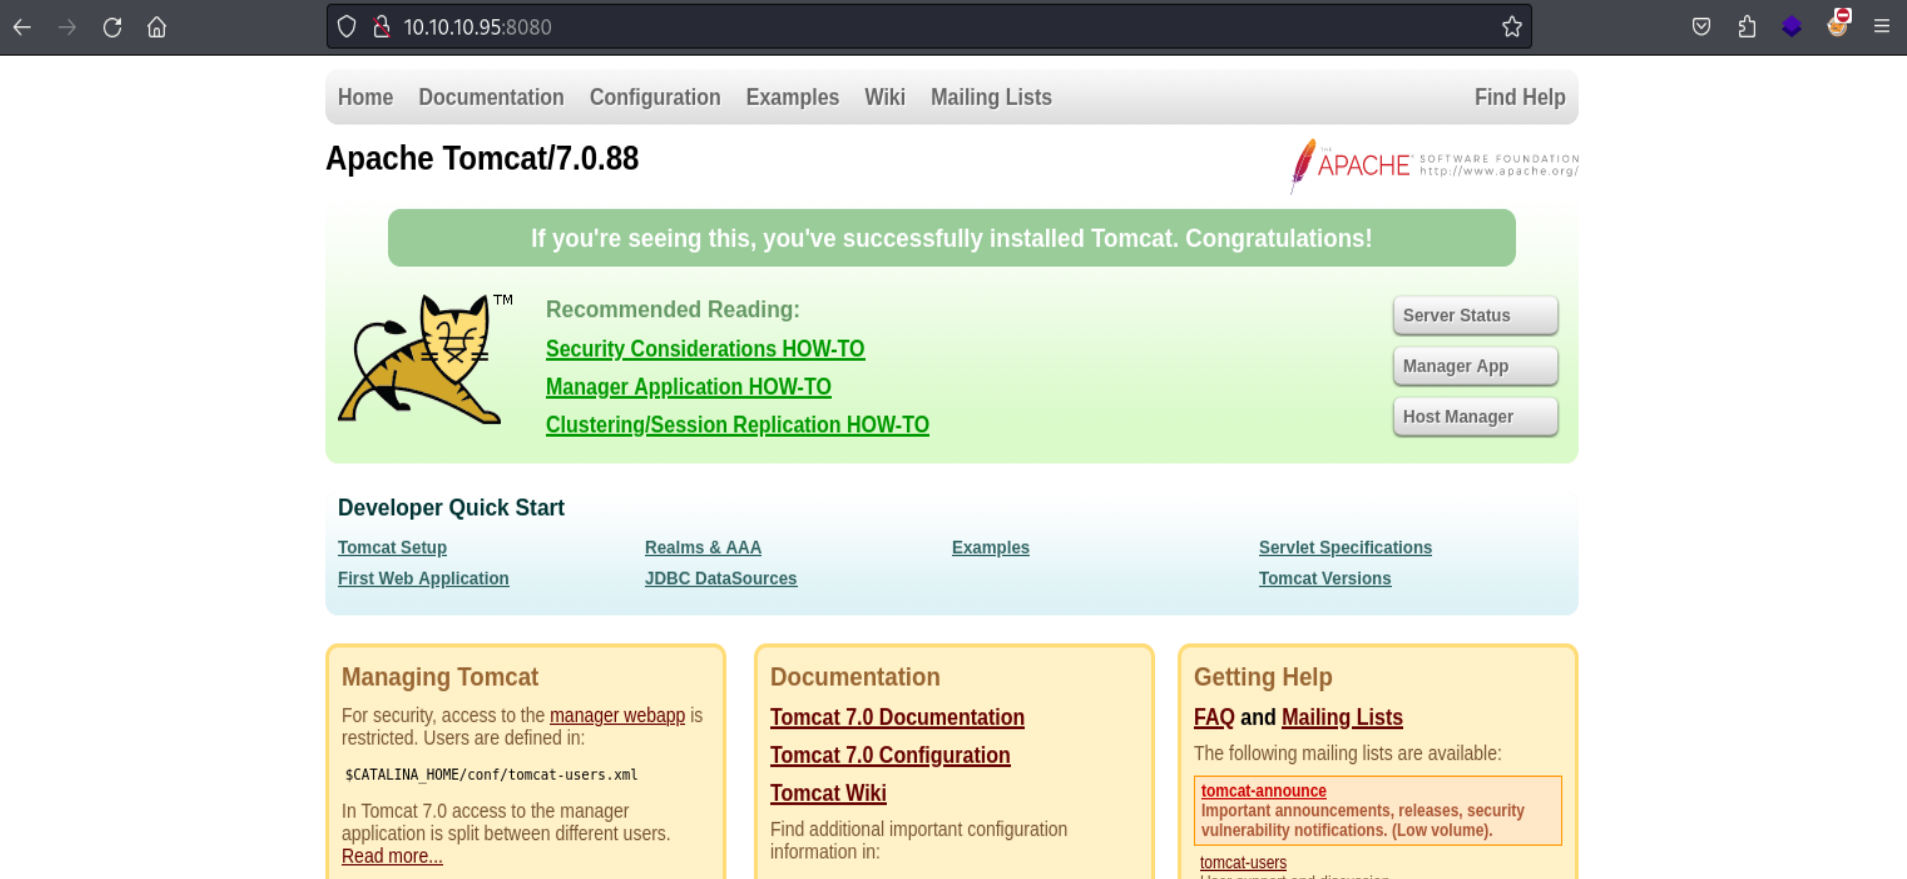 10.10.10.95:8080
Home Documentation Configuration Examples Wiki Mailing Lists Find Help
Apache Tomcat/7.0.88
THE
APACHE SOFTWARE FOUNDATION
http://www.apache.org/
If you're seeing this, you've successfully installed Tomcat. Congratulations!
TM
Recommended Reading:
Security Considerations HOW-TO
Manager Application HOW-TO
Clustering/Session Replication HOW-TO
Server Status
Manager App
Host Manager
Developer Quick Start
Tomcat Setup
First Web Application
Realms & AAA
JDBC DataSources
Examples
Servlet Specifications
Tomcat Versions
Managing Tomcat
For security, access to the manager webapp is
restricted. Users are defined in:
$CATALINA_HOME/conf/tomcat-users.xml
In Tomcat 7.0 access to the manager
application is split between different users.
Read more...
Documentation
Tomcat 7.0 Documentation
Tomcat 7.0 Configuration
Tomcat Wiki
Find additional important configuration
information in:
Getting Help
FAQ and Mailing Lists
The following mailing lists are available:
tomcat-announce
Important announcements, releases, security
vulnerability notifications. (Low volume).
tomcat-users
User support and discussion